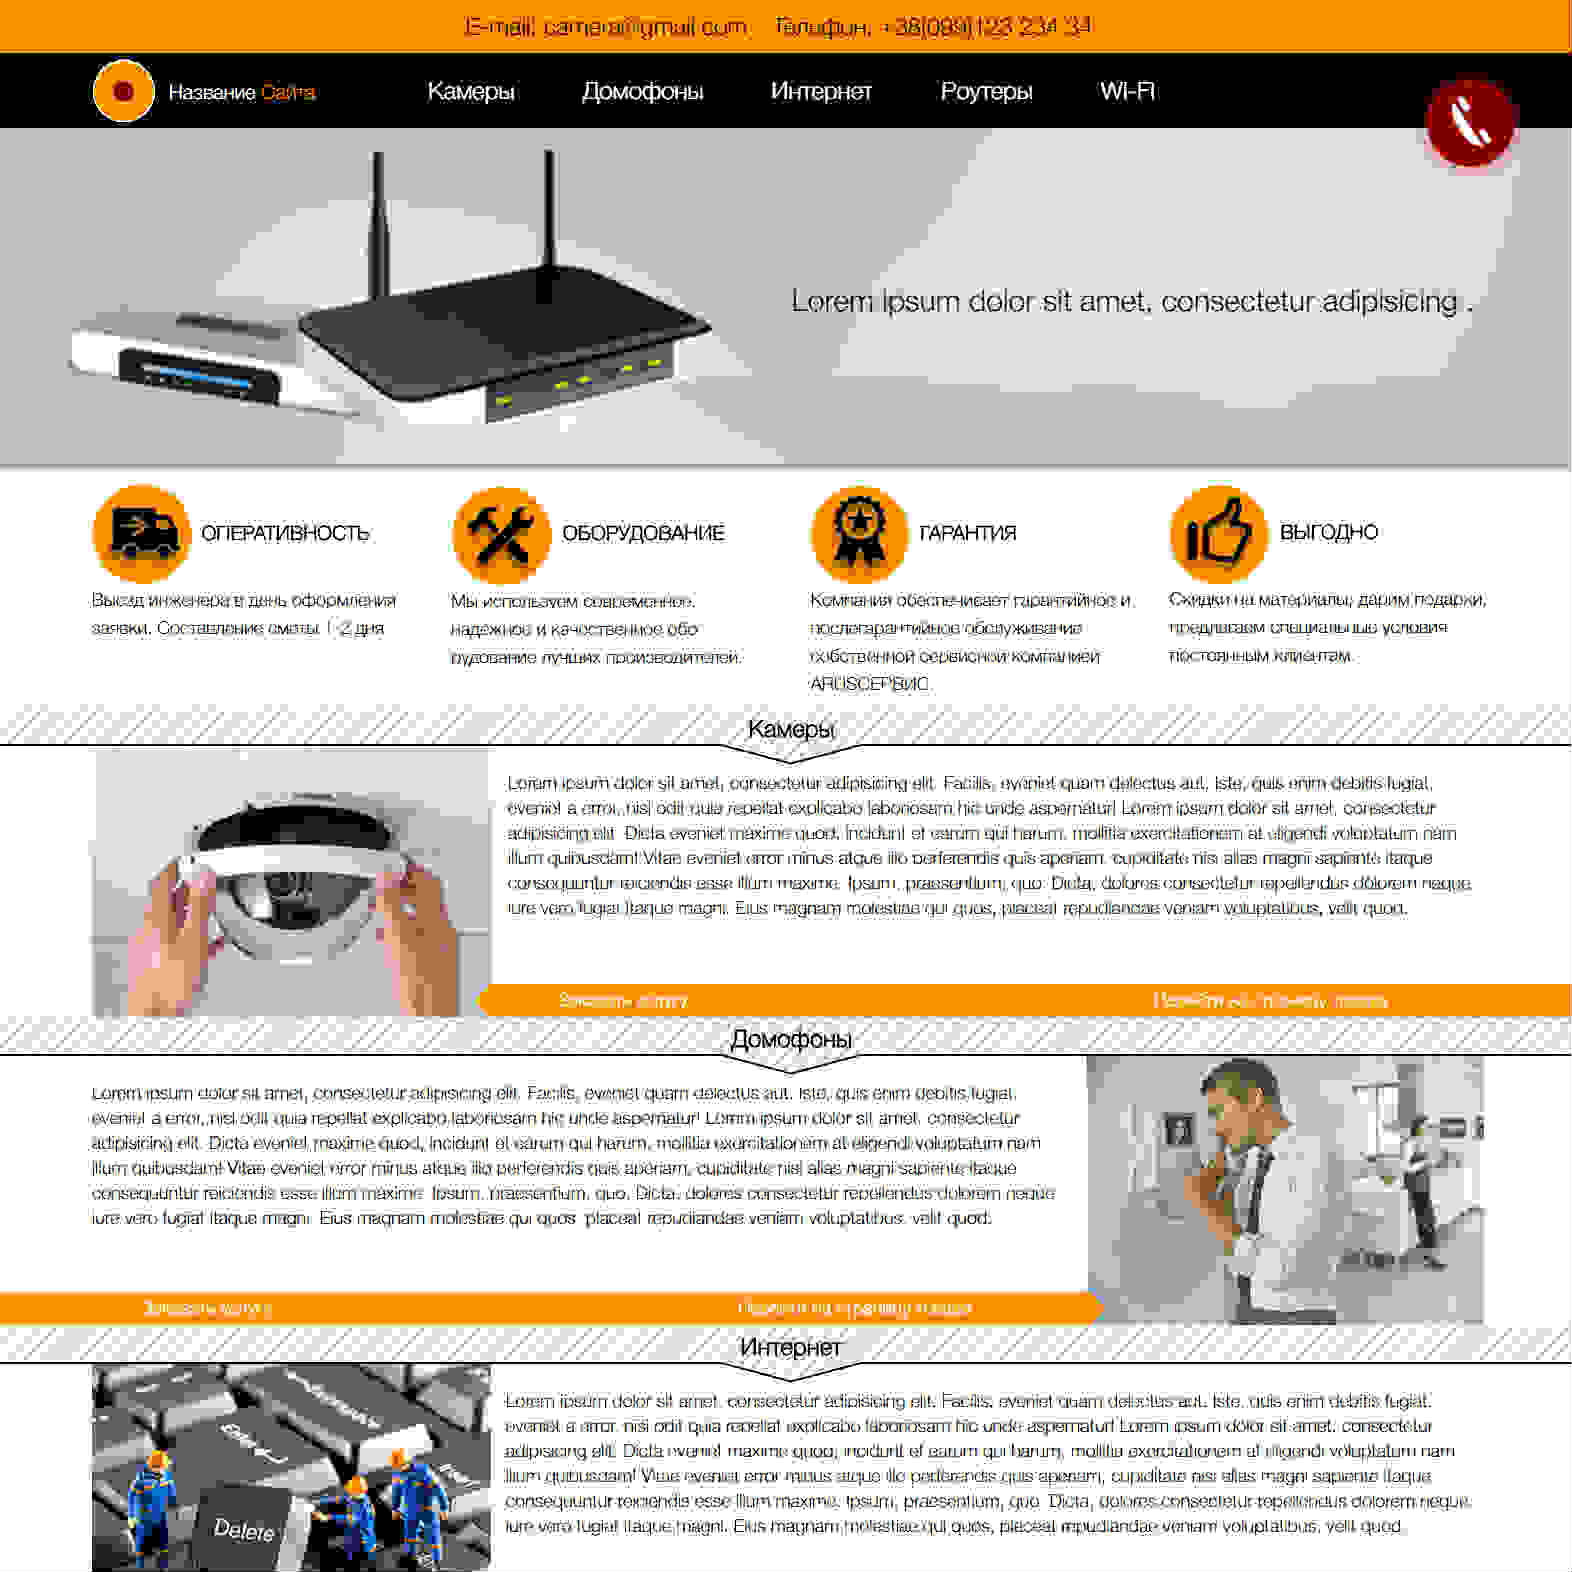 E-mail: camera@gmail.com Телефон: +38(099)123 234 34
Название Сайта Камеры Домофоны Интернет Роутеры Wi-Fi
Lorem ipsum dolor sit amet, consectetur adipisicing .
ОПЕРАТИВНОСТЬ ОБОРУДОВАНИЕ ГАРАНТИЯ ВЫГОДНО
Выезд инженера в день оформления
заявки. Составление сметы 1-2 дня
Мы используем современное,
надежное и качественное обо
рудование лучших производителей.
Компания обеспечивает гарантийное и
послегарантийное обслуживание
собственной сервисной компанией
Скидки на материалы, дарим подарки,
предлагаем специальные условия
постоянным клиентам.
Камеры
Lorem ipsum dolor sit amet, consectetur adipisicing elit. Facilis, eveniet quam delectus aut. Iste, quis enim debitis fugiat,
eveniet a error, nisi odit quia repellat explicabo laboriosam hic unde aspernatur! Lorem ipsum dolor sit amet, consectetur
adipisicing elit. Dicta eveniet maxime quod, incidunt et earum qui harum, mollitia exercitationem at eligendi voluptatum nam
illum quibusdam! Vitae eveniet error minus atque illo perferendis quis aperiam, cupiditate nisi alias magni sapiente itaque
consequuntur reiciendis esse illum maxime. Ipsum, praesentium, quo. Dicta, dolores consectetur repellendus dolorem neque
iure vero fugiat itaque magni. Eius magnam molestiae qui quos, placeat repudiandae veniam voluptatibus, velit quod.
Заказать услугу Перейти на страницу товара
Домофоны
Lorem ipsum dolor sit amet, consectetur adipisicing elit. Facilis, eveniet quam delectus aut. Iste, quis enim debitis fugiat,
eveniet a error, nisi odit quia repellat explicabo laboriosam hic unde aspernatur! Lorem ipsum dolor sit amet, consectetur
adipisicing elit. Dicta eveniet maxime quod, incidunt et earum qui harum, mollitia exercitationem at eligendi voluptatum nam
illum quibusdam! Vitae eveniet error minus atque illo perferendis quis aperiam, cupiditate nisi alias magni sapiente itaque
consequuntur reiciendis esse illum maxime. Ipsum, praesentium, quo. Dicta, dolores consectetur repellendus dolorem neque
iure vero fugiat itaque magni. Eius magnam molestiae qui quos, placeat repudiandae veniam voluptatibus, velit quod.
Заказать услугу Перейти на страницу товара
Интернет
Lorem ipsum dolor sit amet, consectetur adipisicing elit. Facilis, eveniet quam delectus aut. Iste, quis enim debitis fugiat,
eveniet a error, nisi odit quia repellat explicabo laboriosam hic unde aspernatur! Lorem ipsum dolor sit amet, consectetur
adipisicing elit. Dicta eveniet maxime quod, incidunt et earum qui harum, mollitia exercitationem at eligendi voluptatum nam
illum quibusdam! Vitae eveniet error minus atque illo perferendis quis aperiam, cupiditate nisi alias magni sapiente itaque
consequuntur reiciendis esse illum maxime. Ipsum, praesentium, quo. Dicta, dolores consectetur repellendus dolorem neque
iure vero fugiat itaque magni. Eius magnam molestiae qui quos, placeat repudiandae veniam voluptatibus, velit quod.
Delete